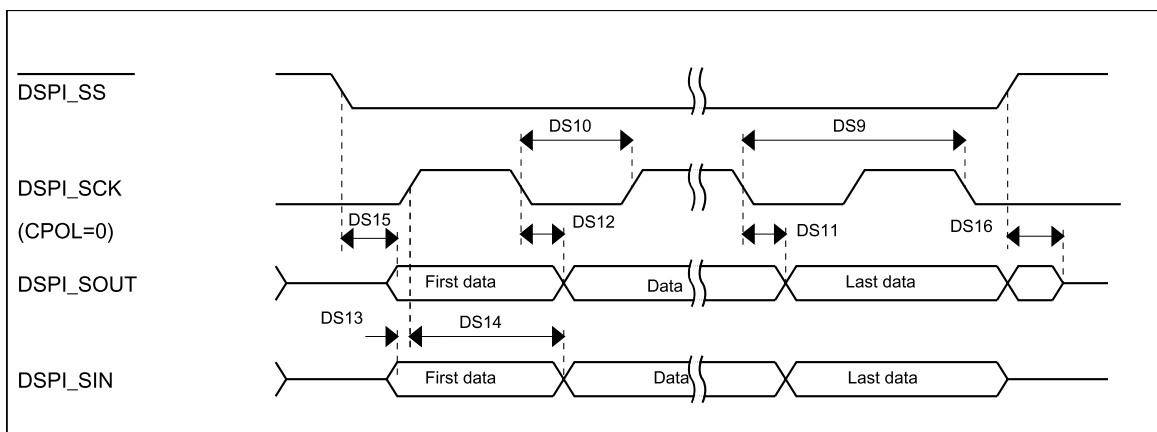 DSPI_SS
DS10
DS9
DSPI_SCK
(CPOL=0)
DS15
DS12
DS11
DS16
DSPI_SOUT
First data
Data
Last data
DS13
DS14
DSPI_SIN
First data
Data
Last data